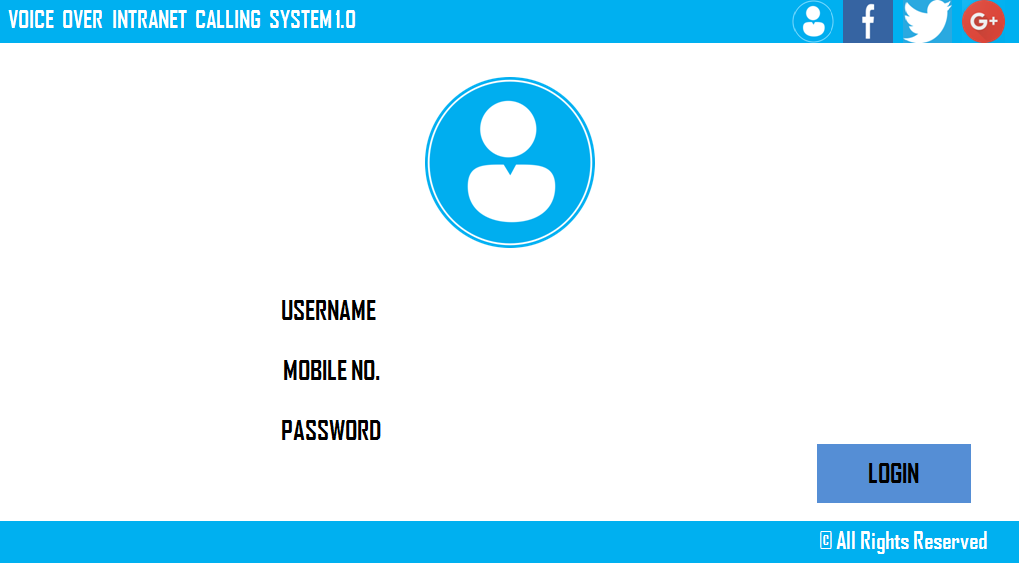 VOICE OVER INTRANET CALLING SYSTEM 1.0
f
G+
USERNAME
MOBILE NO.
PASSWORD
LOGIN
© All Rights Reserved